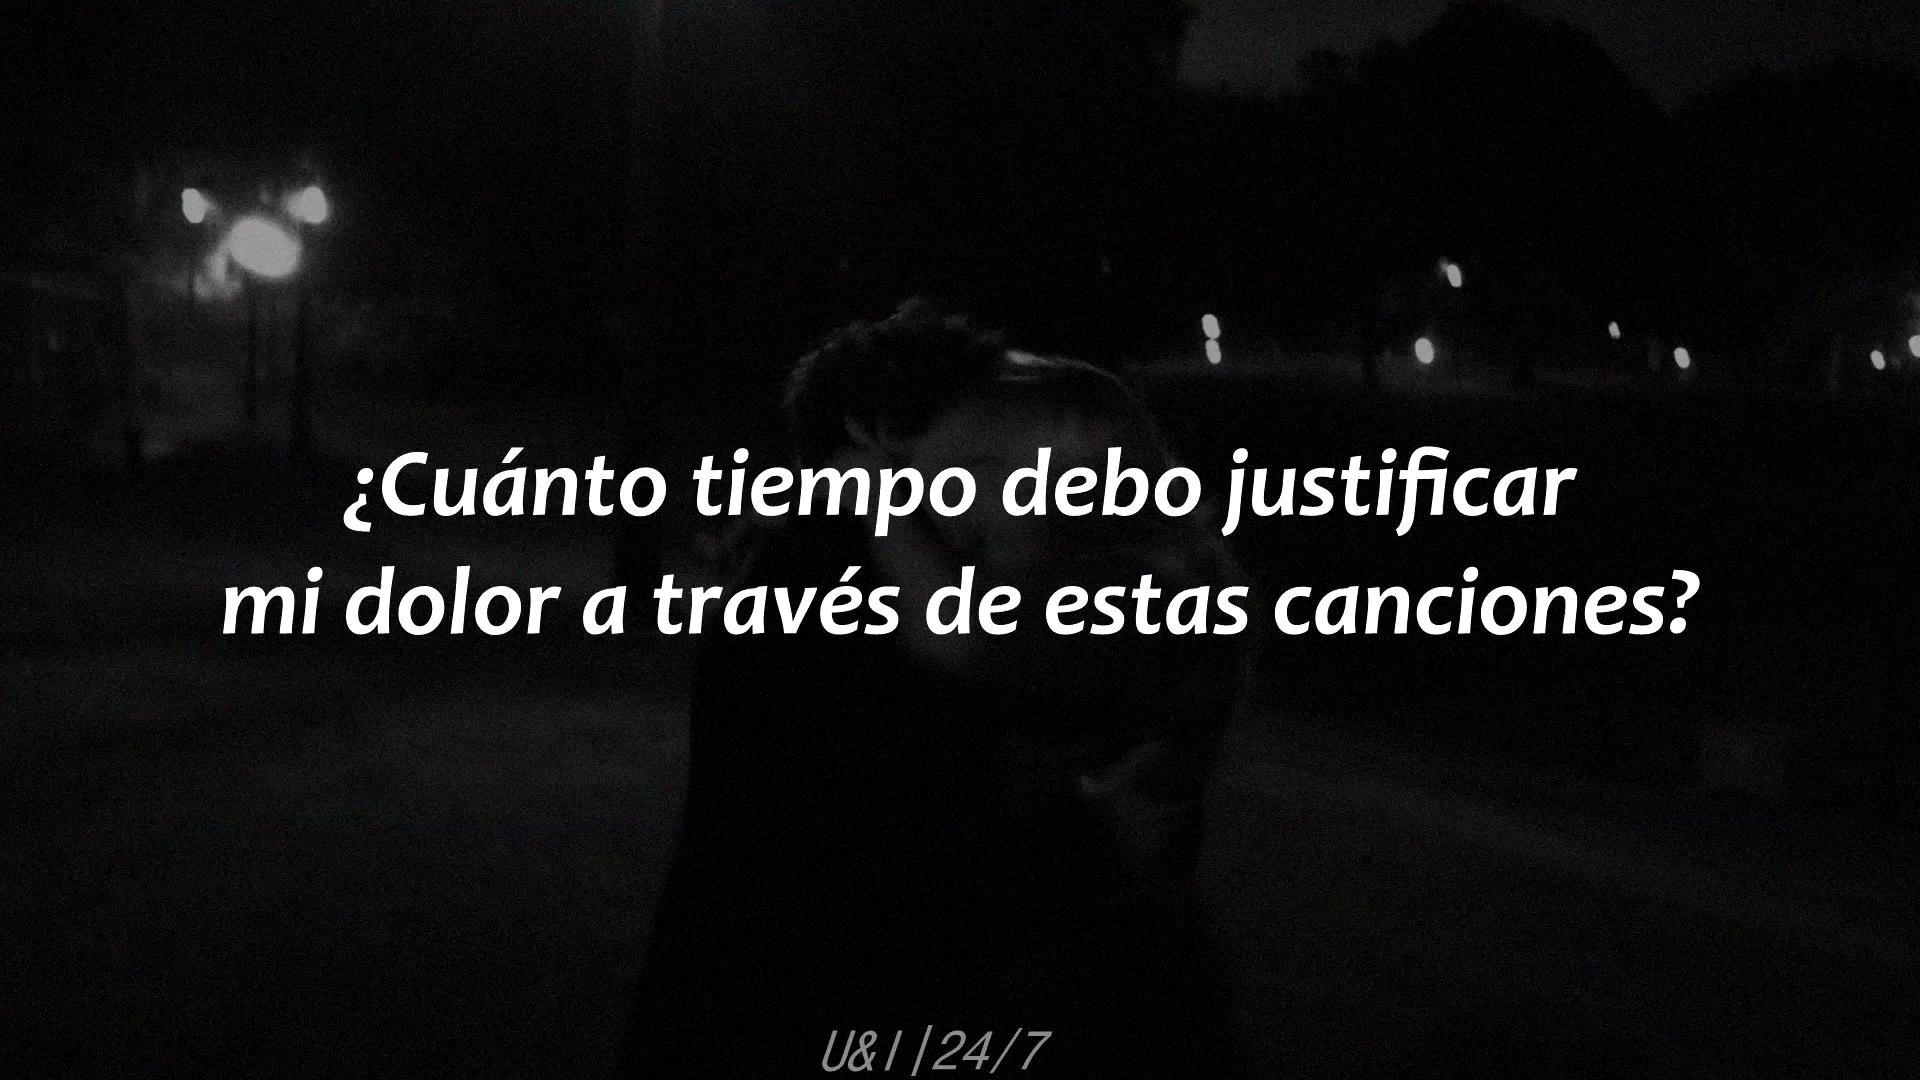 ¿Cuánto tiempo debo justificar
mi dolor a través de estas canciones?
U&I|24/7